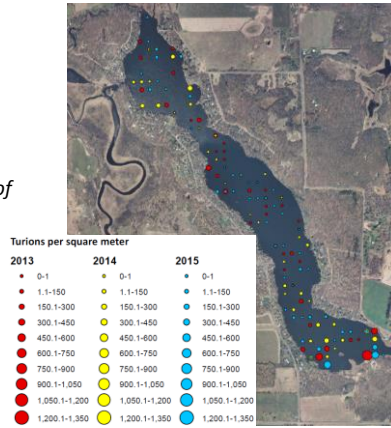 of
Turions per square meter
2013 2014 2015
0-1 0-1 0-1
1.1-150 1.1-150 1.1-150
150.1-300 150.1-300 150.1-300
300.1-450 300.1-450 300.1-450
450.1-600 450.1-600 450.1-600
600.1-750 600.1-750 600.1-750
750.1-900 750.1-900 750.1-900
900.1-1,050 900.1-1,050 900.1-1,050
1,050.1-1,200 1,050.1-1,200 1,050.1-1,200
1,200.1-1,350 1,200.1-1,350 1,200.1-1,350